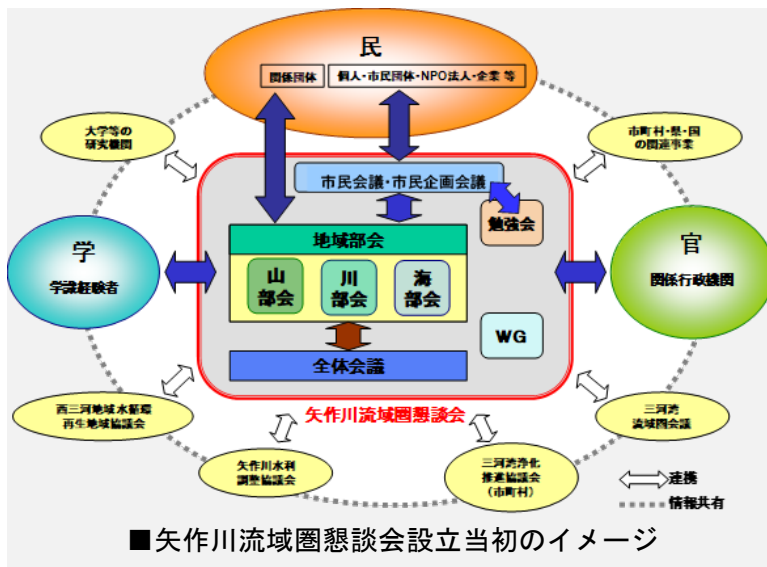 民
関係団体
個人・市民団体・NPO法人・企業 等
大学等の
研究機関
市町村・県・国
の関連事業
市民会議・市民企画会議
勉強会
地域部会
山
部会
川
部会
海
部会
WG
全体会議
学
学識経験者
官
関係行政機関
矢作川流域圏懇談会
西三河地域水循環
再生地域協議会
矢作川水利
調整協議会
三河湾浄化
推進協議会
(市町村)
三河湾
流域圏会議
連携
情報共有
■矢作川流域圏懇談会設立当初のイメージ